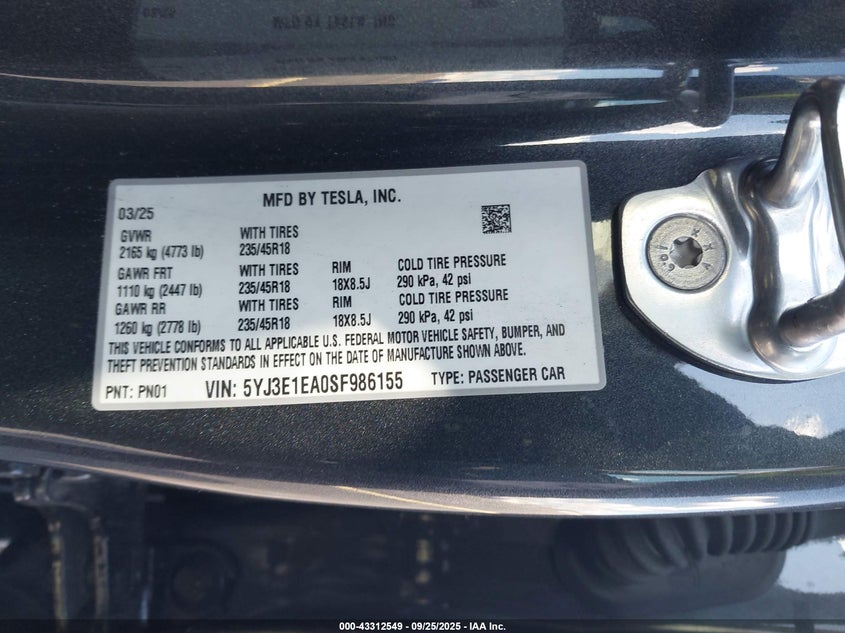 MFD BY TESLA, INC.
03/25
GVWR WITH TIRES
2165 kg (4773 lb) 235/45R18
GAWR FRT WITH TIRES RIM COLD TIRE PRESSURE
1110 kg (2447 lb) 235/45R18 18X8.5J 290 kPa, 42 psi
GAWR RR WITH TIRES RIM COLD TIRE PRESSURE
1260 kg (2778 lb) 235/45R18 18X8.5J 290 kPa, 42 psi
THIS VEHICLE CONFORMS TO ALL APPLICABLE U.S. FEDERAL MOTOR VEHICLE SAFETY, BUMPER, AND
THEFT PREVENTION STANDARDS IN EFFECT ON THE DATE OF MANUFACTURE SHOWN ABOVE.
PNT: PN01 VIN: 5YJ3E1EA0SF986155 TYPE: PASSENGER CAR
000-43312549 - 09/25/2025 - IAA Inc.